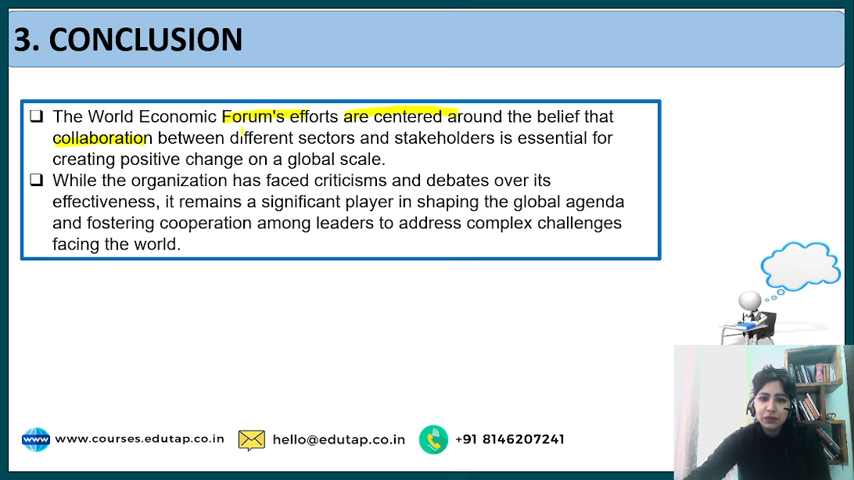 3. CONCLUSION
The World Economic Forum's efforts are centered around the belief that
collaboration between different sectors and stakeholders is essential for
creating positive change on a global scale.
While the organization has faced criticisms and debates over its
effectiveness, it remains a significant player in shaping the global agenda
and fostering cooperation among leaders to address complex challenges
facing the world.
www
www.courses.edutap.co.in
hello@edutap.co.in
+91 8146207241